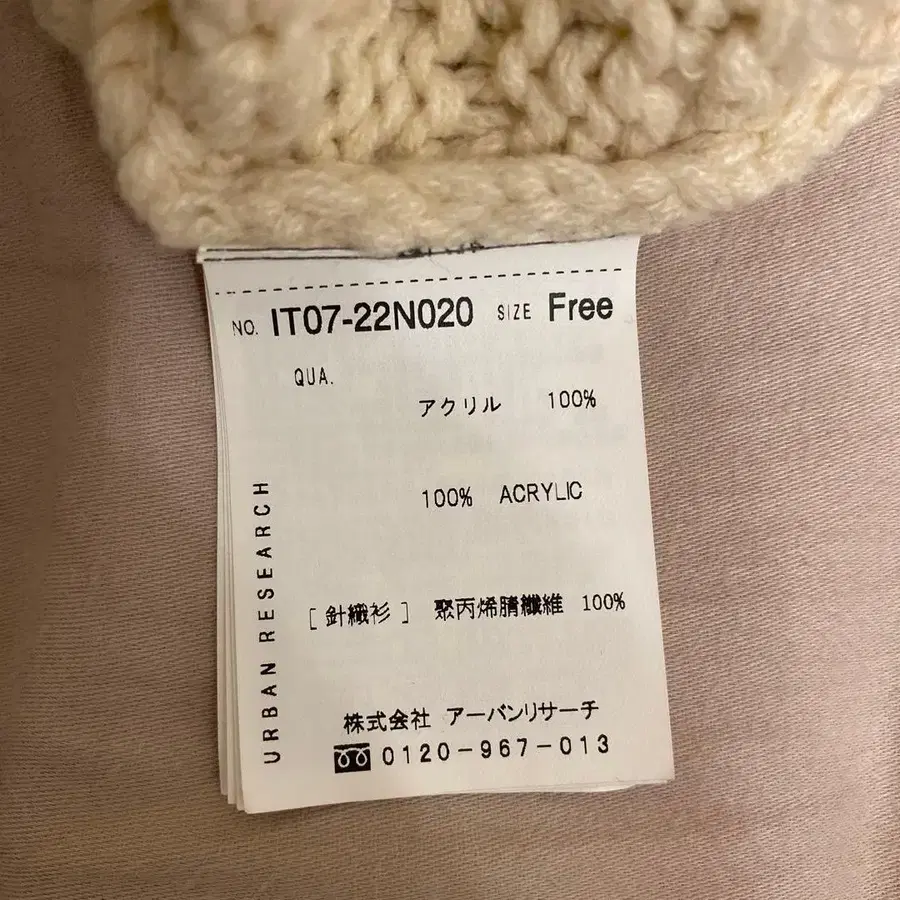 NO. IT07-22N020 SIZE Free
QUA.
アクリル 100%
100% ACRYLIC
[針織衫] 聚丙烯腈纖維 100%
URBAN RESEARCH
株式会社 アーバンリサーチ
0120-967-013